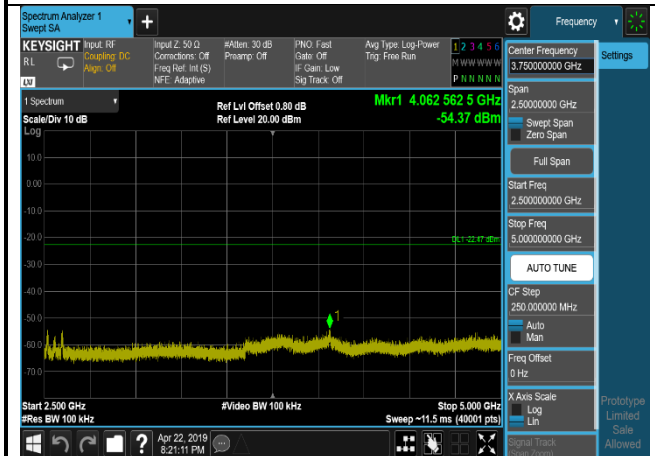 Spectrum Analyzer 1
Swept SA
+
Frequency
KEYSIGHT
RL
LXI
Input: RF
Coupling: DC
Align: Off
Input Z: 50 Ω
Corrections: Off
Freq Ref: Int (S)
NFE: Adaptive
#Atten: 30 dB
Preamp: Off
PNO: Fast
Gate: Off
IF Gain: Low
Sig Track: Off
Avg Type: Log-Power
Trig: Free Run
1 2 3 4 5 6
M WW WW W
P N N N N N
1 Spectrum
Scale/Div 10 dB
Log
Ref Lvl Offset 0.80 dB
Ref Level 20.00 dBm
Mkr1 4.062 562 5 GHz
-54.37 dBm
10.0
0.00
-10.0
-20.0
-30.0
-40.0
-50.0
-60.0
-70.0
DL1 -22.47 dBm
1
Start 2.500 GHz
#Res BW 100 kHz
#Video BW 100 kHz
Stop 5.000 GHz
Sweep ~11.5 ms (40001 pts)
?
Apr 22, 2019
8:21:11 PM
Center Frequency
3.750000000 GHz
Span
2.50000000 GHz
Swept Span
Zero Span
Full Span
Start Freq
2.500000000 GHz
Stop Freq
5.000000000 GHz
AUTO TUNE
CF Step
250.000000 MHz
Auto
Man
Freq Offset
0 Hz
X Axis Scale
Log
Lin
Signal Track
(Span Zoom)
Settings
Prototype
Limited
Sale
Allowed